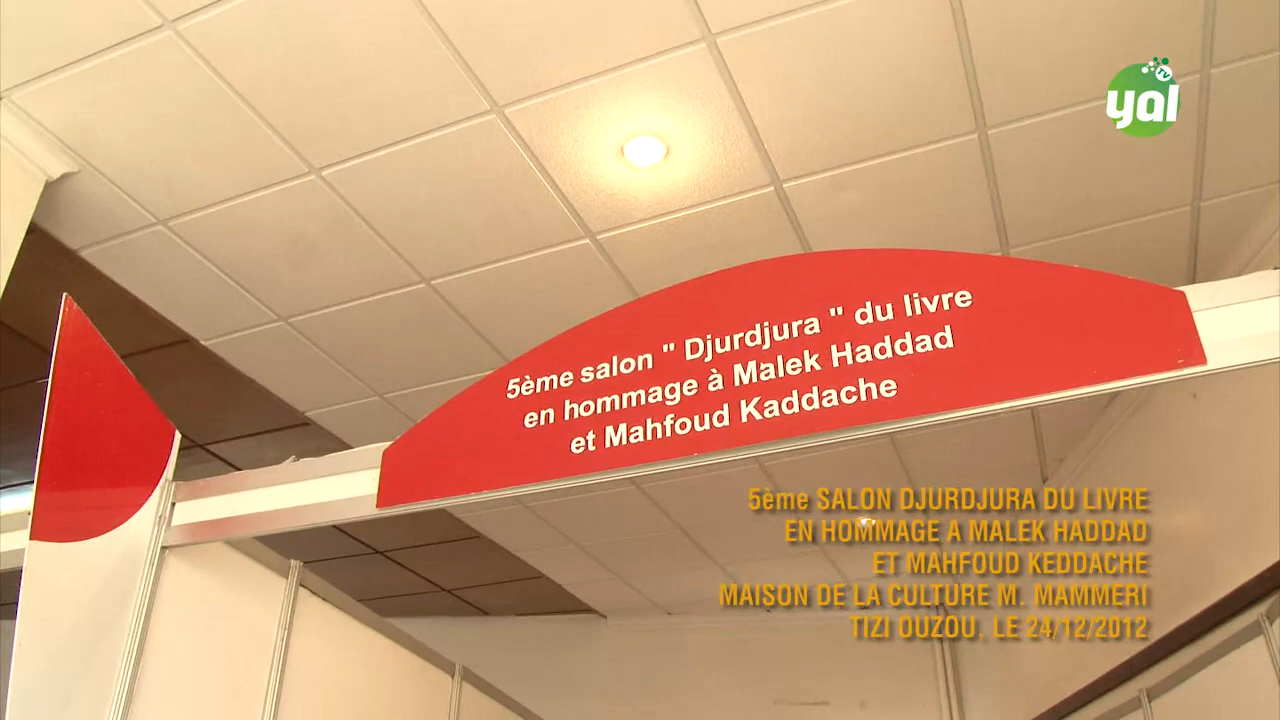 yal TV
5ème salon " Djurdjura " du livre
en hommage à Malek Haddad
et Mahfoud Kaddache
5ème SALON DJURDJURA DU LIVRE
EN HOMMAGE A MALEK HADDAD
ET MAHFOUD KEDDACHE
MAISON DE LA CULTURE M. MAMMERI
TIZI OUZOU, LE 24/12/2012